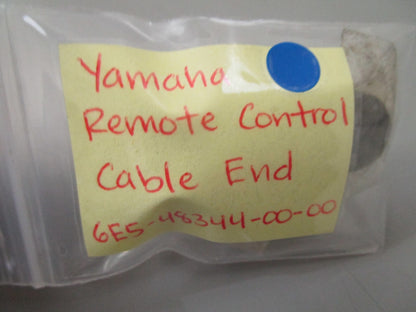 Yamaha
Remote Control
Cable End
6E5-48344-00-00